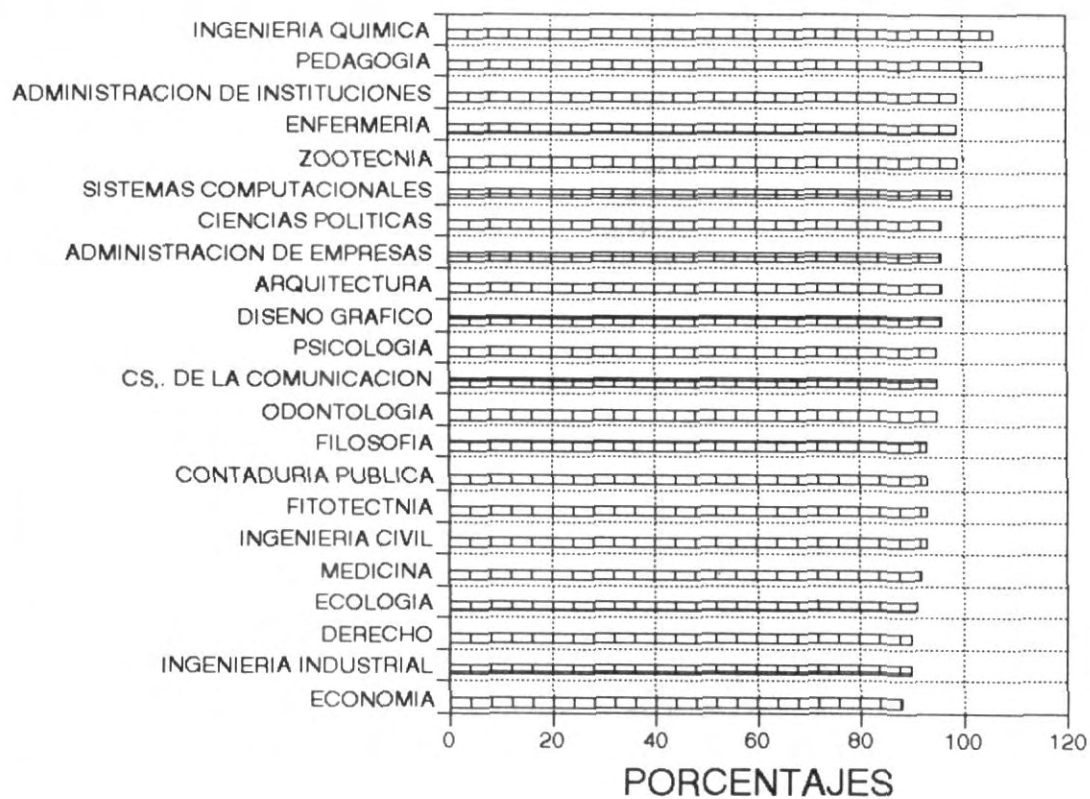 INGENIERIA QUIMICA
PEDAGOGIA
ADMINISTRACION DE INSTITUCIONES
ENFERMERIA
ZOOTECNIA
SISTEMAS COMPUTACIONALES
CIENCIAS POLITICAS
ADMINISTRACION DE EMPRESAS
ARQUITECTURA
DISENO GRAFICO
PSICOLOGIA
CS,. DE LA COMUNICACION
ODONTOLOGIA
FILOSOFIA
CONTADURIA PUBLICA
FITOTECTNIA
INGENIERIA CIVIL
MEDICINA
ECOLOGIA
DERECHO
INGENIERIA INDUSTRIAL
ECONOMIA
0 20 40 60 80 100 120
PORCENTAJES